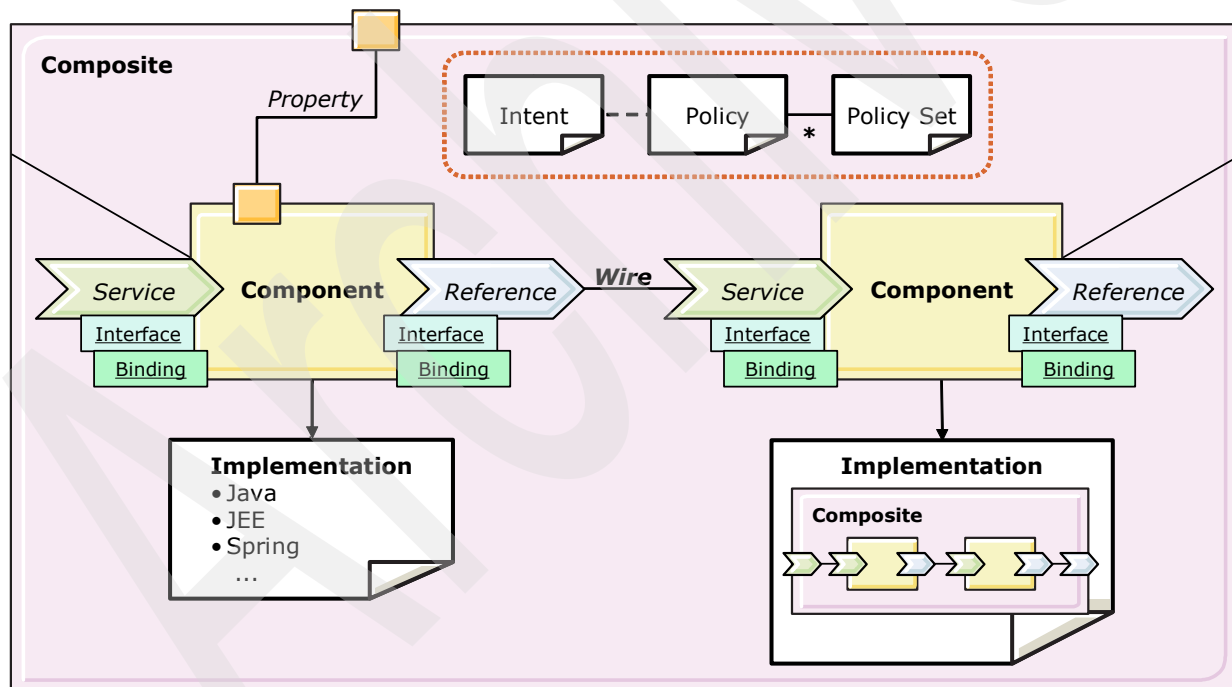 Composite
Property
Intent
Policy
*
Policy Set
Service
Component
Reference
Wire
Service
Component
Reference
Interface
Binding
Interface
Binding
Interface
Binding
Interface
Binding
Implementation
• Java
• JEE
• Spring
...
Implementation
Composite